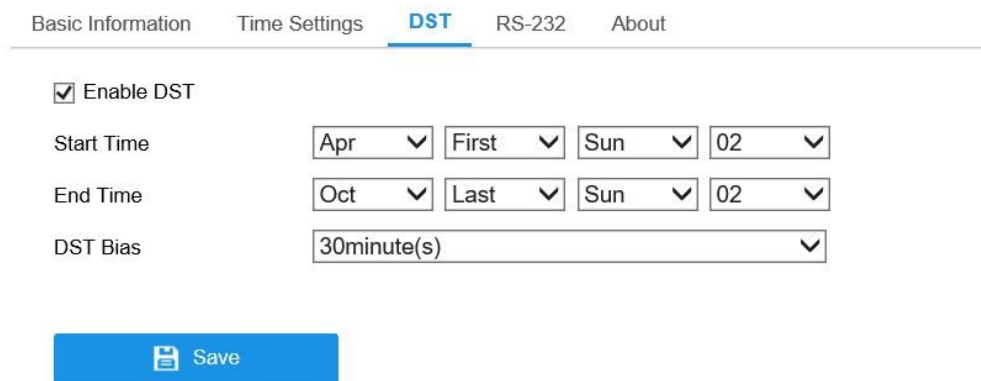 Basic Information Time Settings DST RS-232 About
Enable DST
Start Time Apr First Sun 02
End Time Oct Last Sun 02
DST Bias 30minute(s)
Save